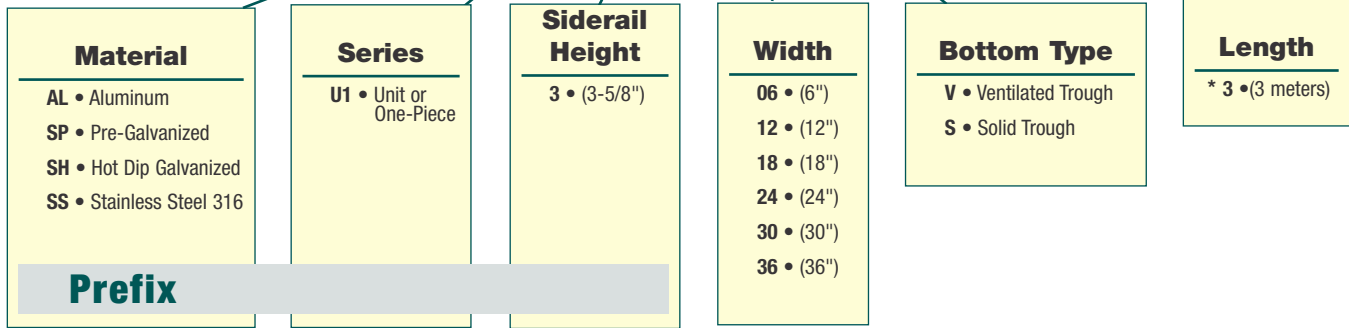 Material
AL • Aluminum
SP • Pre-Galvanized
SH • Hot Dip Galvanized
SS • Stainless Steel 316
Series
U1 • Unit or
One-Piece
Siderail
Height
3 • (3-5/8")
Width
06 • (6")
12 • (12")
18 • (18")
24 • (24")
30 • (30")
36 • (36")
Bottom Type
V • Ventilated Trough
S • Solid Trough
Length
* 3 •(3 meters)
Prefix